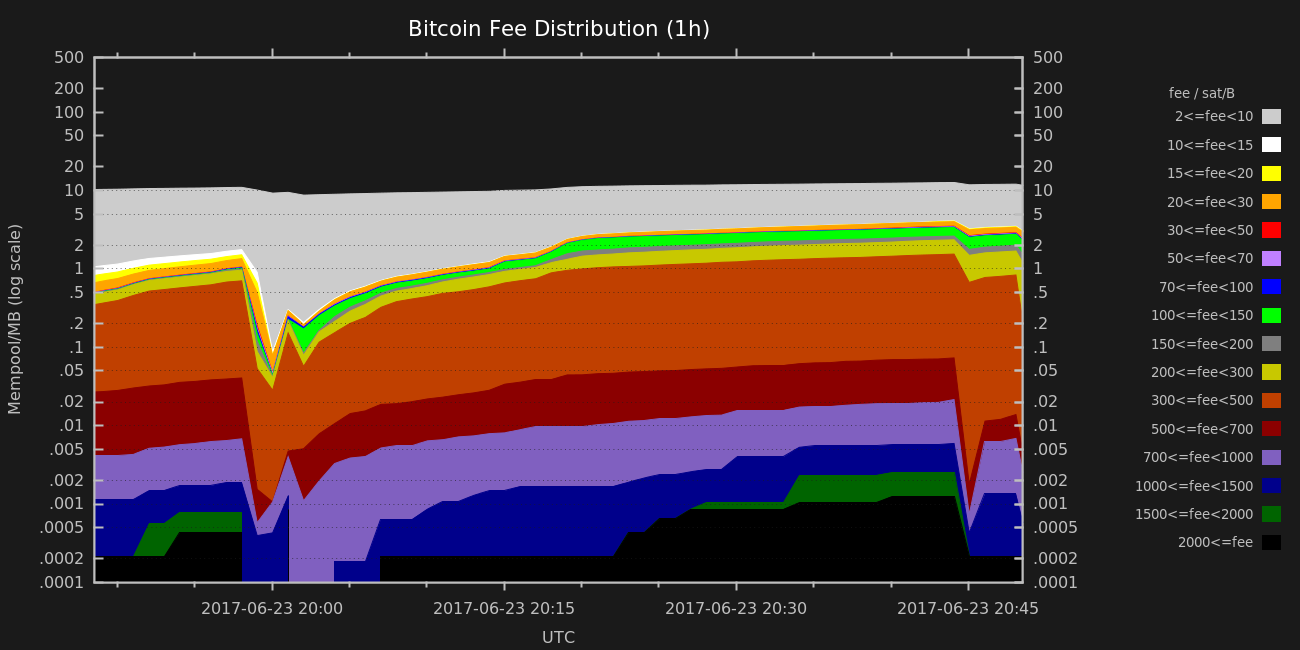 Bitcoin Fee Distribution (1h)
500 500
200 200
100 100
50 50
20 20
10 10
5 5
2 2
1 1
.5 .5
.2 .2
.1 .1
.05 .05
.02 .02
.01 .01
.005 .005
.002 .002
.001 .001
.0005 .0005
.0002 .0002
.0001 .0001
Mempool/MB (log scale)
2017-06-23 20:00 2017-06-23 20:15 2017-06-23 20:30 2017-06-23 20:45
UTC
fee / sat/B
2<=fee<10
10<=fee<15
15<=fee<20
20<=fee<30
30<=fee<50
50<=fee<70
70<=fee<100
100<=fee<150
150<=fee<200
200<=fee<300
300<=fee<500
500<=fee<700
700<=fee<1000
1000<=fee<1500
1500<=fee<2000
2000<=fee